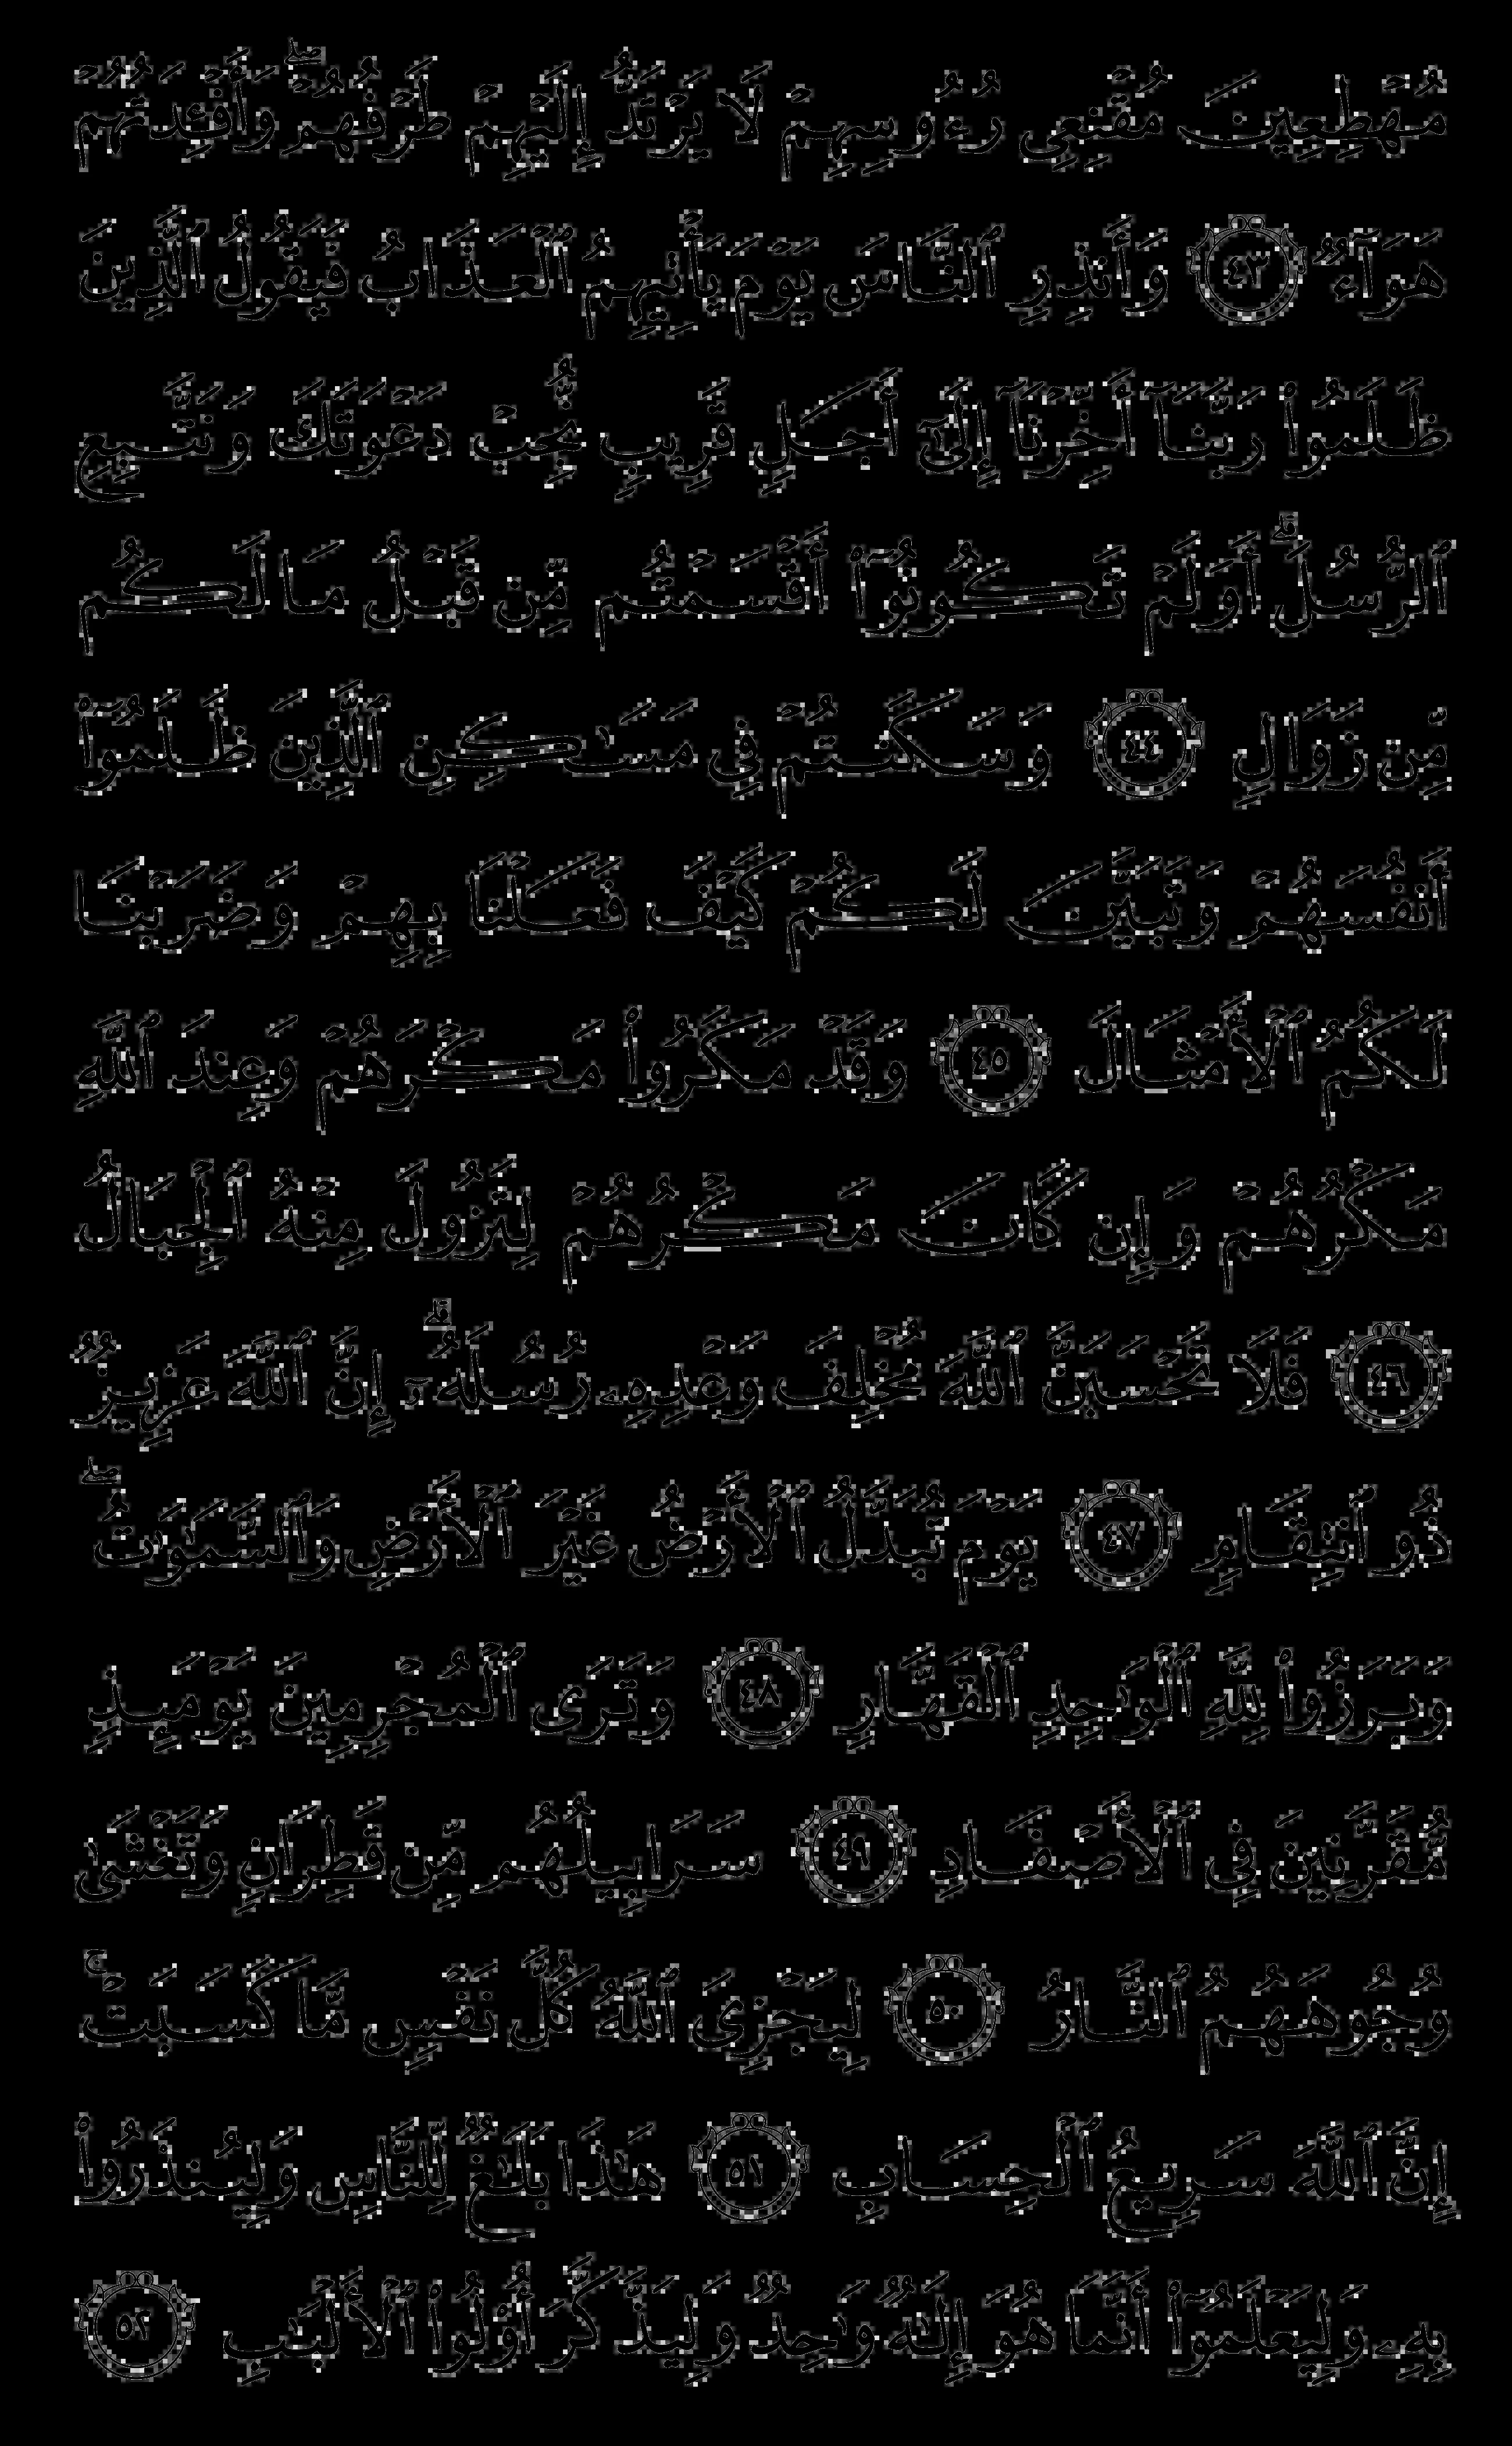 مُهْطِعِينَ مُقْنِعِى رُءُوسِهِمْ لَا يَرْتَدُّ إِلَيْهِمْ طَرْفُهُمْ ۖ وَأَفْـِٔدَتُهُمْ
هَوَآءٌ ٤٣ وَأَنذِرِ ٱلنَّاسَ يَوْمَ يَأْتِيهِمُ ٱلْعَذَابُ فَيَقُولُ ٱلَّذِينَ
ظَلَمُوا۟ رَبَّنَآ أَخِّرْنَآ إِلَىٰٓ أَجَلٍ قَرِيبٍ نُّجِبْ دَعْوَتَكَ وَنَتَّبِعِ
ٱلرُّسُلَ ۗ أَوَلَمْ تَكُونُوٓا۟ أَقْسَمْتُم مِّن قَبْلُ مَا لَكُم
مِّن زَوَالٍ ٤٤ وَسَكَنتُمْ فِى مَسَـٰكِنِ ٱلَّذِينَ ظَلَمُوٓا۟
أَنفُسَهُمْ وَتَبَيَّنَ لَكُمْ كَيْفَ فَعَلْنَا بِهِمْ وَضَرَبْنَا
لَكُمُ ٱلْأَمْثَالَ ٤٥ وَقَدْ مَكَرُوا۟ مَكْرَهُمْ وَعِندَ ٱللَّهِ
مَكْرُهُمْ وَإِن كَانَ مَكْرُهُمْ لِتَزُولَ مِنْهُ ٱلْجِبَالُ
٤٦ فَلَا تَحْسَبَنَّ ٱللَّهَ مُخْلِفَ وَعْدِهِۦ رُسُلَهُۥٓ ۗ إِنَّ ٱللَّهَ عَزِيزٌ
ذُو ٱنتِقَامٍ ٤٧ يَوْمَ تُبَدَّلُ ٱلْأَرْضُ غَيْرَ ٱلْأَرْضِ وَٱلسَّمَـٰوَٰتُ ۖ
وَبَرَزُوا۟ لِلَّهِ ٱلْوَٰحِدِ ٱلْقَهَّارِ ٤٨ وَتَرَى ٱلْمُجْرِمِينَ يَوْمَئِذٍ
مُّقَرَّنِينَ فِى ٱلْأَصْفَادِ ٤٩ سَرَابِيلُهُم مِّن قَطِرَانٍ وَتَغْشَىٰ
وُجُوهَهُمُ ٱلنَّارُ ٥٠ لِيَجْزِىَ ٱللَّهُ كُلَّ نَفْسٍ مَّا كَسَبَتْ ۚ
إِنَّ ٱللَّهَ سَرِيعُ ٱلْحِسَابِ ٥١ هَـٰذَا بَلَـٰغٌ لِّلنَّاسِ وَلِيُنذَرُوا۟
بِهِۦ وَلِيَعْلَمُوٓا۟ أَنَّمَا هُوَ إِلَـٰهٌ وَٰحِدٌ وَلِيَذَّكَّرَ أُو۟لُوا۟ ٱلْأَلْبَـٰبِ ٥٢